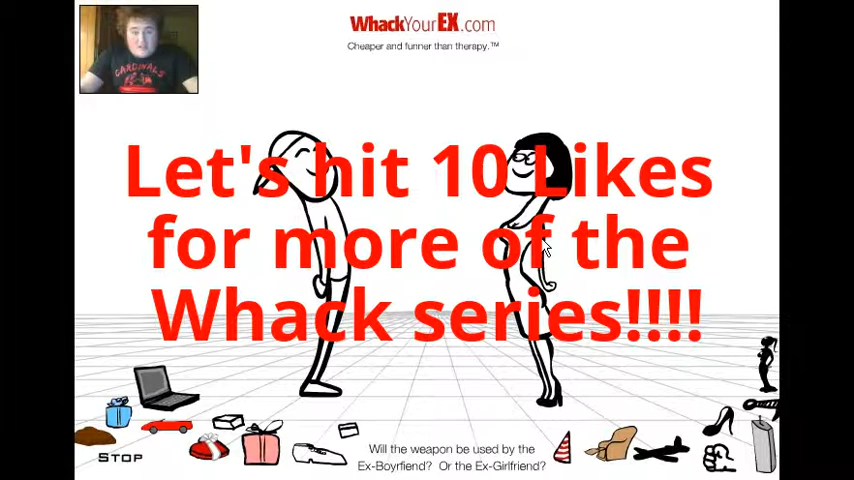 WhackYourEX.com
Cheaper and funner than therapy.™
CARDINALS
Let's hit 10 Likes
for more of the
Whack series!!!!
Will the weapon be used by the
Ex-Boyrfiend? Or the Ex-Girlfriend?
STOP